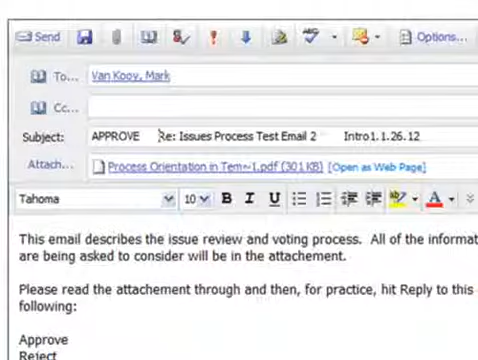 Send Options...
To... Van Kooy, Mark
Cc...
Subject: APPROVE Re: Issues Process Test Email 2 Intro1.1.26.12
Attach... Process Orientation in Tem~1.pdf (301 KB) [Open as Web Page]
Tahoma 10 B I U A
This email describes the issue review and voting process. All of the informat
are being asked to consider will be in the attachement.
Please read the attachement through and then, for practice, hit Reply to this
following:
Approve
Reject